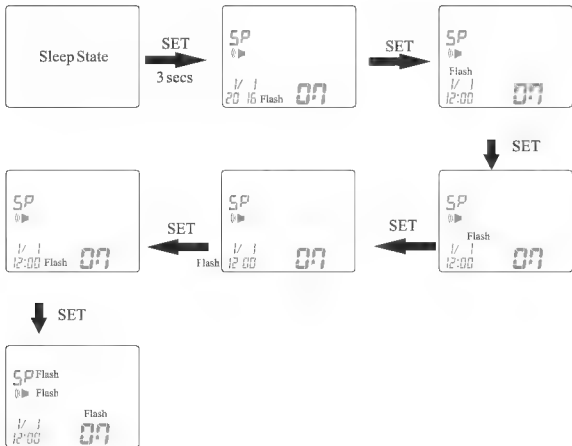 Sleep State
SET
3 secs
SP
1/ 1
20 16 Flash On
SET
SP
Flash
1/ 1
12:00 On
SET
SP
Flash
1/ 1
12:00 On
SET
SP
1/ 1
Flash 12 00 On
SET
SP
1/ 1
12:00 Flash On
SET
SP Flash
Flash
Flash
1/ 1
12:00 On